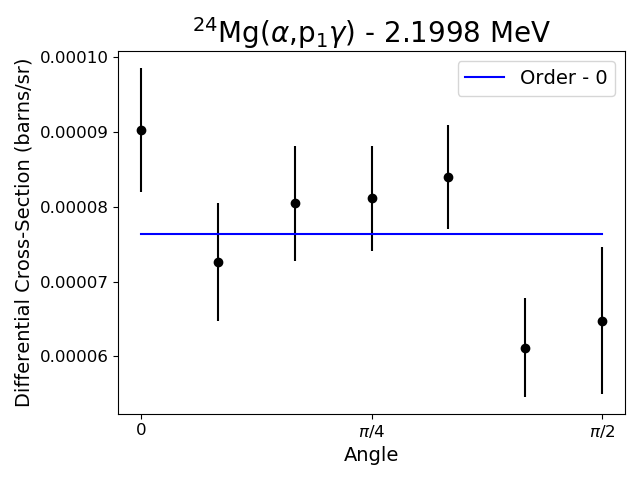 ²⁴Mg(α,p₁γ) - 2.1998 MeV
Order - 0
Differential Cross-Section (barns/sr)
0.00010
0.00009
0.00008
0.00007
0.00006
0 π/4 π/2
Angle